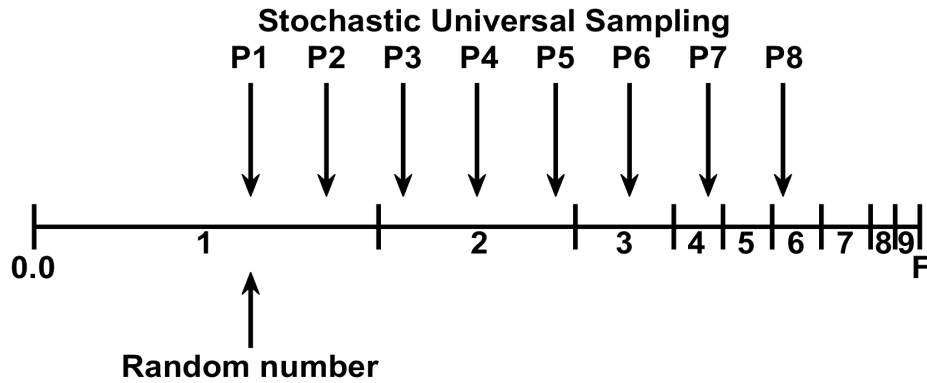 Stochastic Universal Sampling
P1 P2 P3 P4 P5 P6 P7 P8
1 2 3 4 5 6 7 8 9
0.0 F
Random number